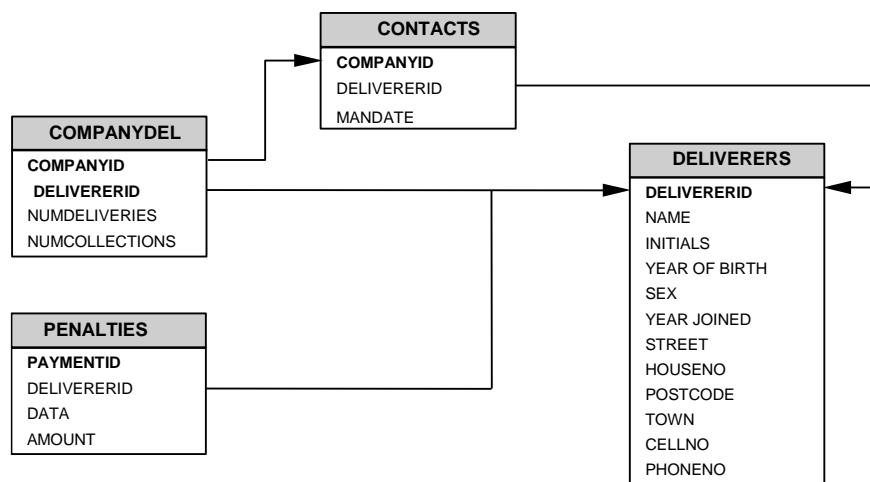 CONTACTS
COMPANYID
DELIVERERID
MANDATE
COMPANYDEL
COMPANYID
DELIVERERID
NUMDELIVERIES
NUMCOLLECTIONS
DELIVERERS
DELIVERERID
NAME
INITIALS
YEAR OF BIRTH
SEX
YEAR JOINED
STREET
HOUSENO
POSTCODE
TOWN
CELLNO
PHONENO
PENALTIES
PAYMENTID
DELIVERERID
DATA
AMOUNT